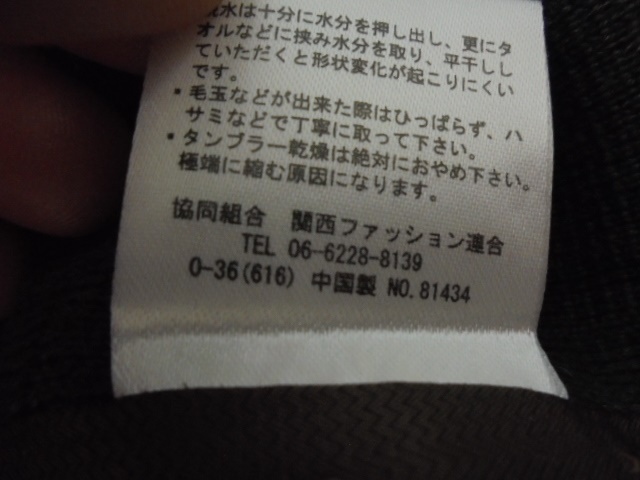 水は十分に水分を押し出し、更にタ
オルなどに挟み水分を取り、平干しし
ていただくと形状変化が起こりにくい
です。
・毛玉などが出来た際はひっぱらず、ハ
サミなどで丁寧に取って下さい。
・タンブラー乾燥は絶対におやめ下さい。
極端に縮む原因になります。
協同組合 関西ファッション連合
TEL 06-6228-8139
0-36(616) 中国製 NO.81434